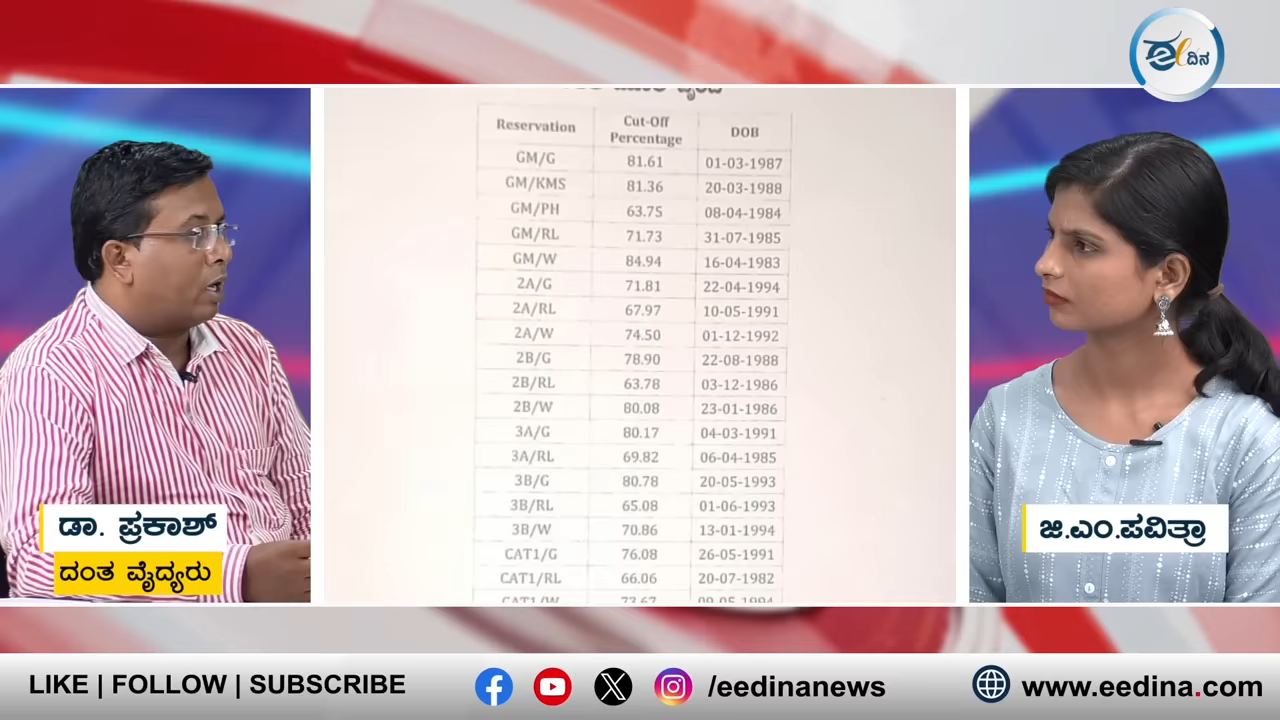 ಈದಿನ
Reservation Cut-Off Percentage DOB
GM/G 81.61 01-03-1987
GM/KMS 81.36 20-03-1988
GM/PH 63.75 08-04-1984
GM/RL 71.73 31-07-1985
GM/W 84.94 16-04-1983
2A/G 71.81 22-04-1994
2A/RL 67.97 10-05-1991
2A/W 74.50 01-12-1992
2B/G 78.90 22-08-1988
2B/RL 63.78 03-12-1986
2B/W 80.08 23-01-1986
3A/G 80.17 04-03-1991
3A/RL 69.82 06-04-1985
3B/G 80.78 20-05-1993
3B/RL 65.08 01-06-1993
3B/W 70.86 13-01-1994
CAT1/G 76.08 26-05-1991
CAT1/RL 66.06 20-07-1982
CAT1/W 73.67 09-05-1994
ಡಾ. ಪ್ರಕಾಶ್
ದಂತ ವೈದ್ಯರು
ಜಿ.ಎಂ.ಪವಿತ್ರಾ
LIKE | FOLLOW | SUBSCRIBE
/eedinanews
www.eedina.com